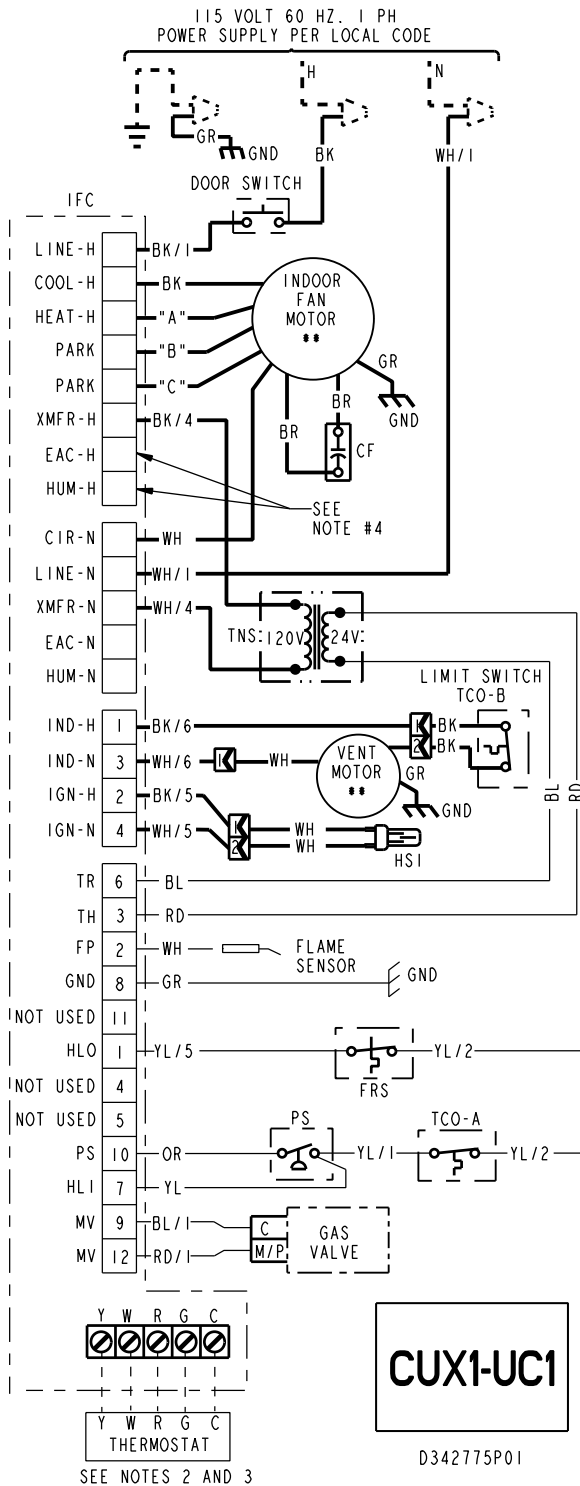 115 VOLT 60 HZ. 1 PH
POWER SUPPLY PER LOCAL CODE
H
N
GR
GND
BK
WH/1
DOOR SWITCH
IFC
LINE-H BK/1
COOL-H BK
HEAT-H "A"
PARK "B"
PARK "C"
XMFR-H BK/4
EAC-H
HUM-H
INDOOR
FAN
MOTOR
**
GR
GND
BR
BR
CF
SEE
NOTE #4
CIR-N WH
LINE-N WH/1
XMFR-N WH/4
EAC-N
HUM-N
TNS: 120V 24V
LIMIT SWITCH
TCO-B
IND-H 1 BK/6 1 BK
2 BK
IND-N 3 WH/6 1 WH
VENT
MOTOR
**
GR
GND
IGN-H 2 BK/5 1 WH
IGN-N 4 WH/5 2 WH
HSI
BL
RD
TR 6 BL
TH 3 RD
FP 2 WH FLAME
SENSOR
GND 8 GR GND
NOT USED 11
HLO 1 YL/5 YL/2
FRS
NOT USED 4
NOT USED 5
PS TCO-A
PS 10 OR YL/1 YL/2
HLI 7 YL
MV 9 BL/1 C
MV 12 RD/1 M/P
GAS
VALVE
Y W R G C
Y W R G C
THERMOSTAT
SEE NOTES 2 AND 3
CUX1-UC1
D342775P01